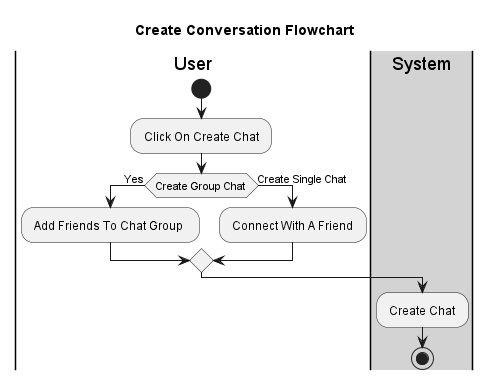 Create Conversation Flowchart
User
System
Click On Create Chat
Yes
Create Group Chat
Create Single Chat
Add Friends To Chat Group
Connect With A Friend
Create Chat